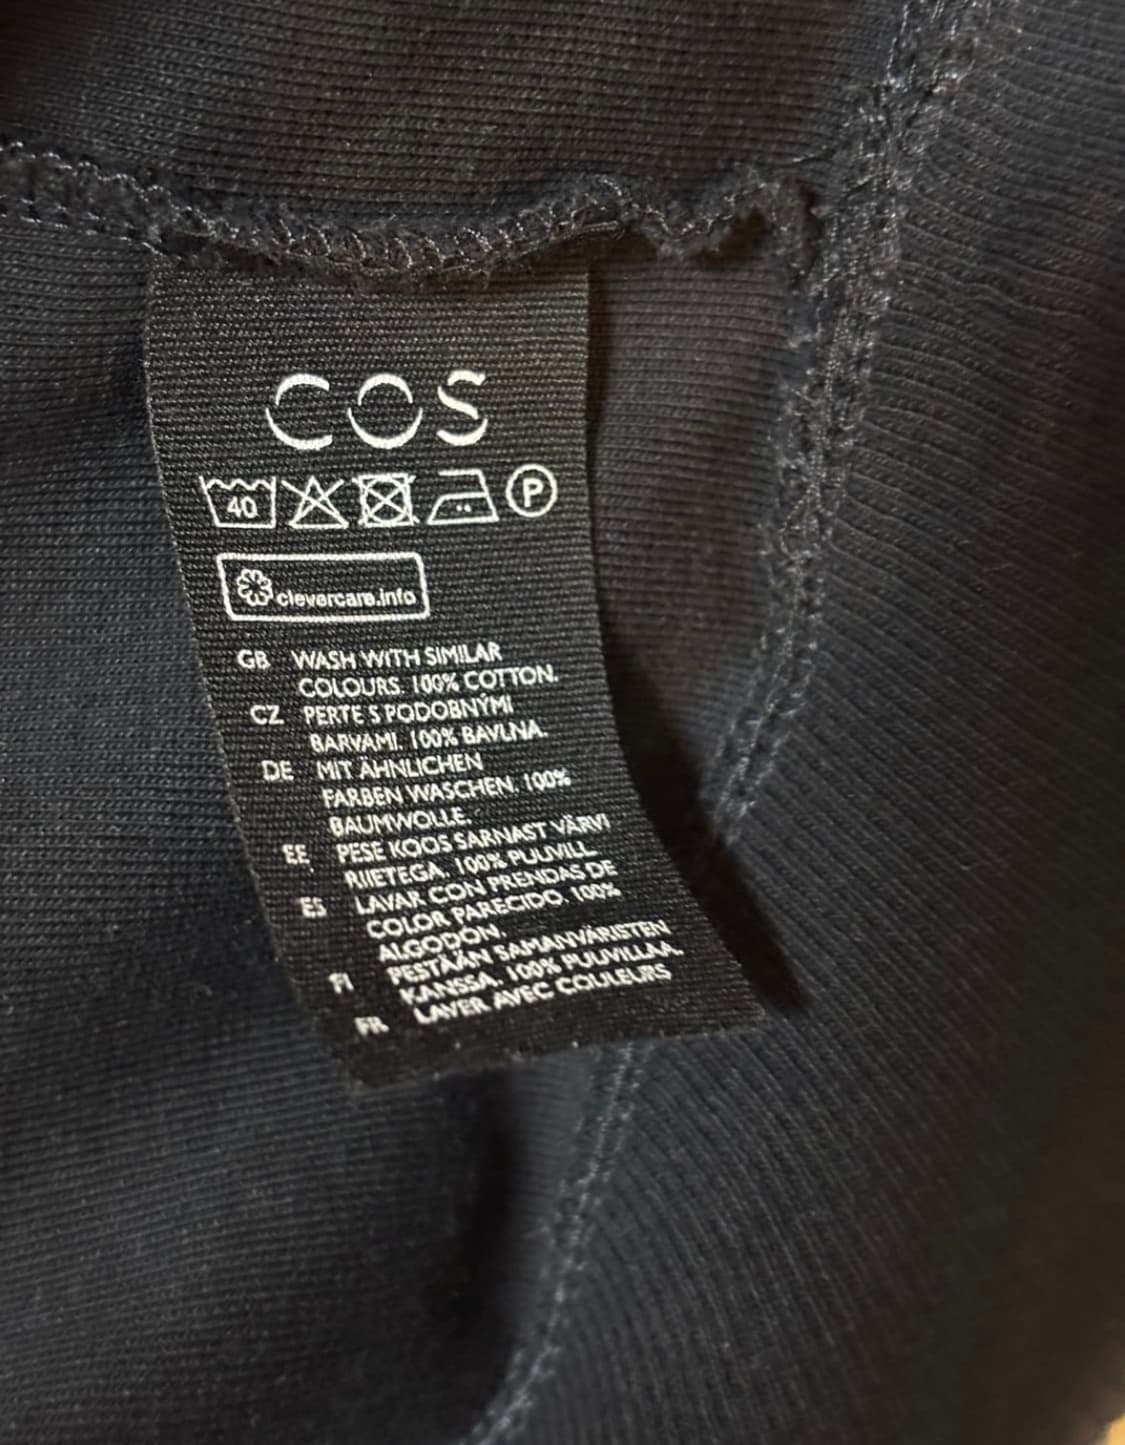 COS
40 P
clevercare.info
GB WASH WITH SIMILAR
COLOURS. 100% COTTON.
CZ PERTE S PODOBNÝMI
BARVAMI. 100% BAVLNA.
DE MIT ÄHNLICHEN
FARBEN WASCHEN. 100%
BAUMWOLLE.
EE PESE KOOS SARNAST VÄRVI
RIIETEGA. 100% PUUVILL.
ES LAVAR CON PRENDAS DE
COLOR PARECIDO. 100%
ALGODÓN.
FI PESTÄÄN SAMANVÄRISTEN
KANSSA. 100% PUUVILLAA.
FR LAVER AVEC COULEURS